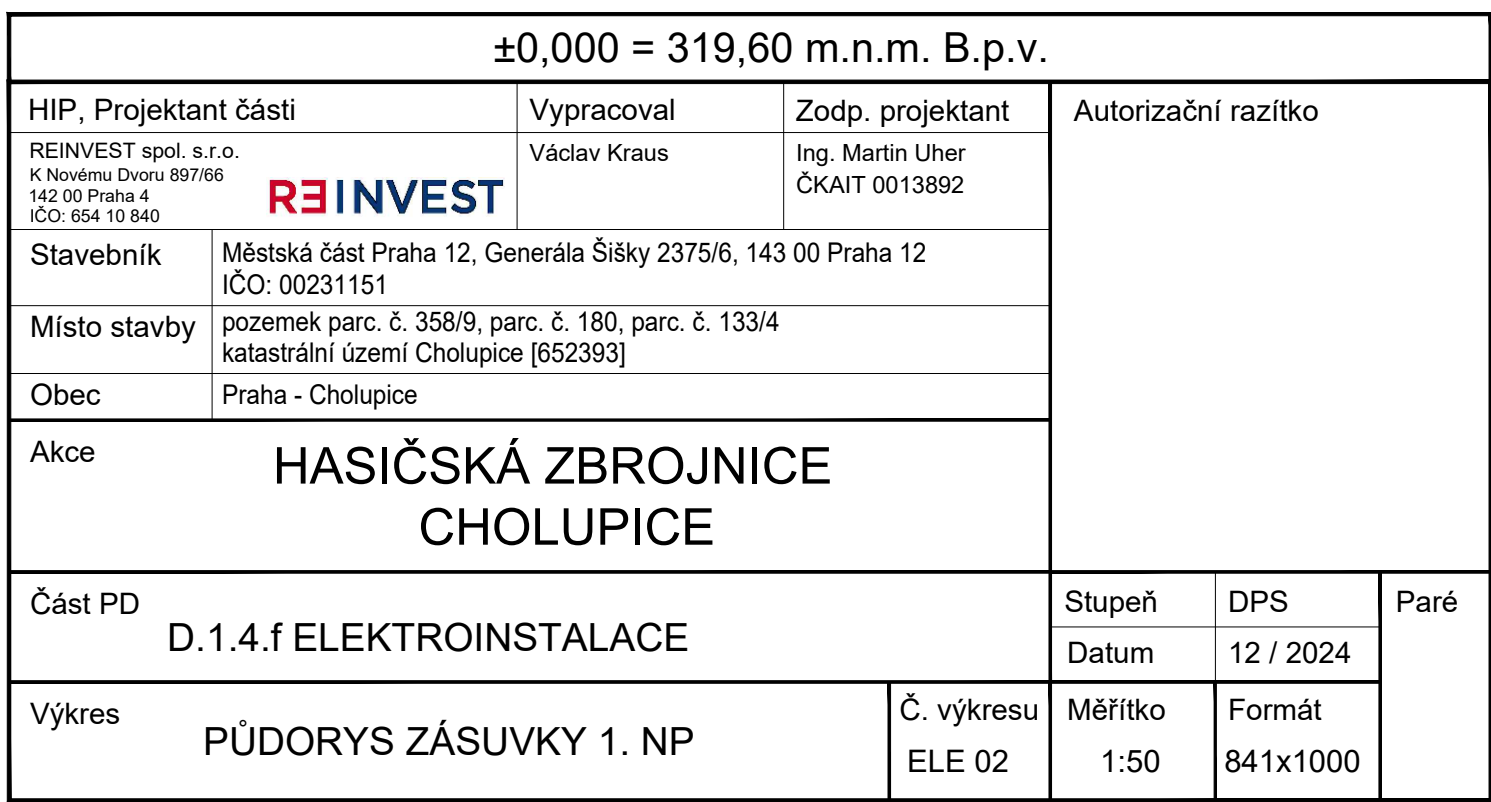 ±0,000 = 319,60 m.n.m. B.p.v.
HIP, Projektant části
Vypracoval
Zodp. projektant
Autorizační razítko
REINVEST spol. s.r.o.
K Novému Dvoru 897/66
142 00 Praha 4
IČO: 654 10 840
REINVEST
Václav Kraus
Ing. Martin Uher
ČKAIT 0013892
Stavebník
Městská část Praha 12, Generála Šišky 2375/6, 143 00 Praha 12
IČO: 00231151
Místo stavby
pozemek parc. č. 358/9, parc. č. 180, parc. č. 133/4
katastrální území Cholupice [652393]
Obec
Praha - Cholupice
Akce
HASIČSKÁ ZBROJNICE
CHOLUPICE
Část PD
D.1.4.f ELEKTROINSTALACE
Stupeň
DPS
Paré
Datum
12 / 2024
Výkres
PŮDORYS ZÁSUVKY 1. NP
Č. výkresu
ELE 02
Měřítko
1:50
Formát
841x1000